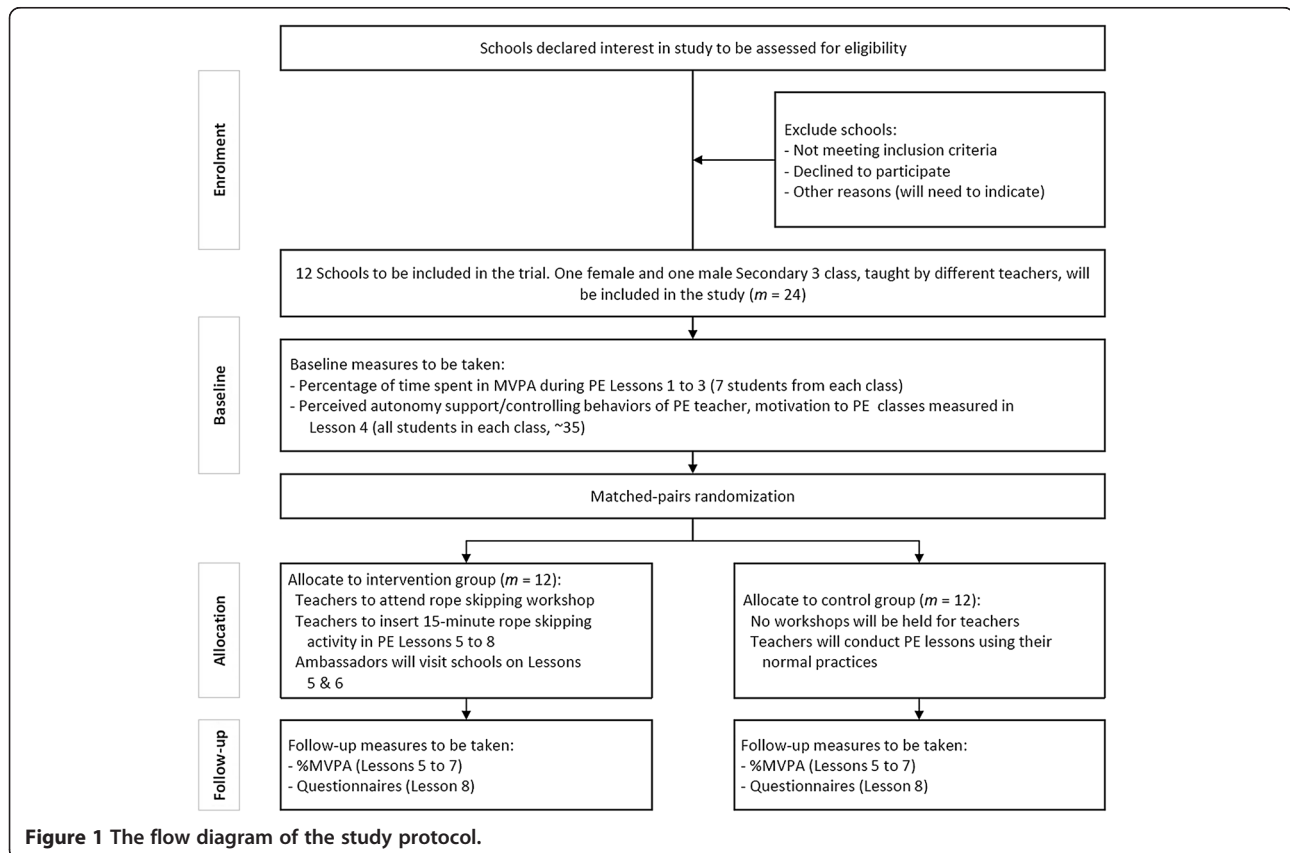 Schools declared interest in study to be assessed for eligibility
Enrolment
Exclude schools:
- Not meeting inclusion criteria
- Declined to participate
- Other reasons (will need to indicate)
12 Schools to be included in the trial. One female and one male Secondary 3 class, taught by different teachers, will
be included in the study (m = 24)
Baseline
Baseline measures to be taken:
- Percentage of time spent in MVPA during PE Lessons 1 to 3 (7 students from each class)
- Perceived autonomy support/controlling behaviors of PE teacher, motivation to PE classes measured in
Lesson 4 (all students in each class, ~35)
Matched-pairs randomization
Allocation
Allocate to intervention group (m = 12):
Teachers to attend rope skipping workshop
Teachers to insert 15-minute rope skipping
activity in PE Lessons 5 to 8
Ambassadors will visit schools on Lessons
5 & 6
Allocate to control group (m = 12):
No workshops will be held for teachers
Teachers will conduct PE lessons using their
normal practices
Follow-up
Follow-up measures to be taken:
- %MVPA (Lessons 5 to 7)
- Questionnaires (Lesson 8)
Follow-up measures to be taken:
- %MVPA (Lessons 5 to 7)
- Questionnaires (Lesson 8)
Figure 1 The flow diagram of the study protocol.